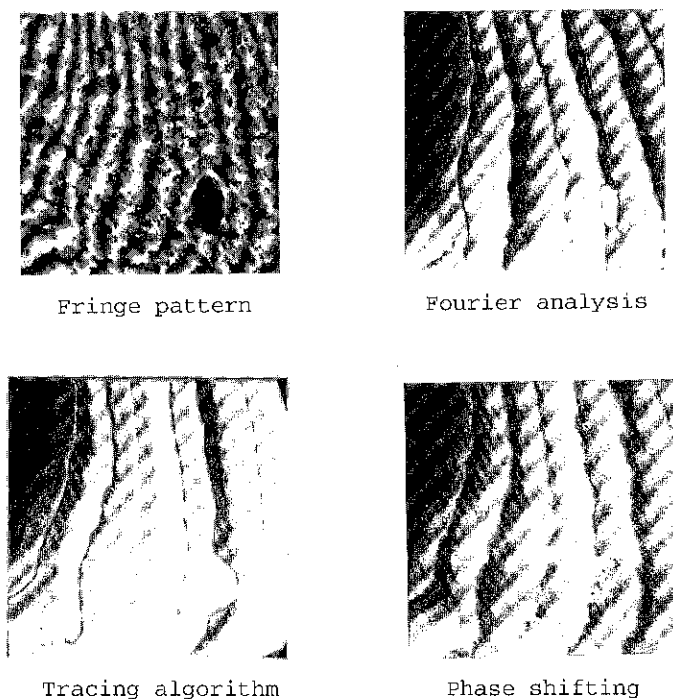 Fringe pattern
Fourier analysis
Tracing algorithm
Phase shifting